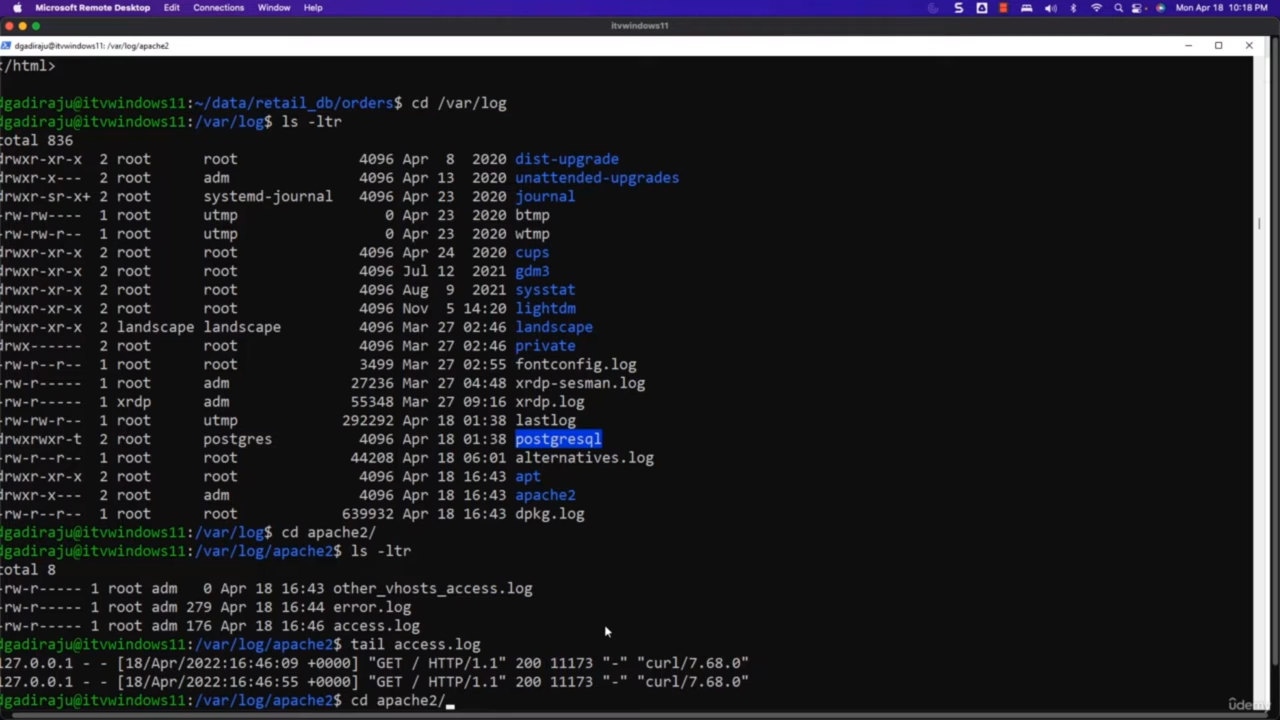 Microsoft Remote Desktop Edit Connections Window Help Mon Apr 18 10:18 PM
itvwindows11
dgadiraju@itvwindows11: /var/log/apache2
</html>
dgadiraju@itvwindows11:~/data/retail_db/orders$ cd /var/log
dgadiraju@itvwindows11:/var/log$ ls -ltr
total 836
drwxr-xr-x 2 root root 4096 Apr 8 2020 dist-upgrade
drwxr-x--- 2 root adm 4096 Apr 13 2020 unattended-upgrades
drwxr-sr-x+ 2 root systemd-journal 4096 Apr 23 2020 journal
-rw-rw---- 1 root utmp 0 Apr 23 2020 btmp
-rw-rw-r-- 1 root utmp 0 Apr 23 2020 wtmp
drwxr-xr-x 2 root root 4096 Apr 24 2020 cups
drwxr-xr-x 2 root root 4096 Jul 12 2021 gdm3
drwxr-xr-x 2 root root 4096 Aug 9 2021 sysstat
drwxr-xr-x 2 root root 4096 Nov 5 14:20 lightdm
drwxr-xr-x 2 landscape landscape 4096 Mar 27 02:46 landscape
drwx------ 2 root root 4096 Mar 27 02:46 private
-rw-r--r-- 1 root root 3499 Mar 27 02:55 fontconfig.log
-rw-r----- 1 root adm 27236 Mar 27 04:48 xrdp-sesman.log
-rw-r----- 1 xrdp adm 55348 Mar 27 09:16 xrdp.log
-rw-rw-r-- 1 root utmp 292292 Apr 18 01:38 lastlog
drwxrwxr-t 2 root postgres 4096 Apr 18 01:38 postgresql
-rw-r--r-- 1 root root 44208 Apr 18 06:01 alternatives.log
drwxr-xr-x 2 root root 4096 Apr 18 16:43 apt
drwxr-x--- 2 root adm 4096 Apr 18 16:43 apache2
-rw-r--r-- 1 root root 639932 Apr 18 16:43 dpkg.log
dgadiraju@itvwindows11:/var/log$ cd apache2/
dgadiraju@itvwindows11:/var/log/apache2$ ls -ltr
total 8
-rw-r----- 1 root adm 0 Apr 18 16:43 other_vhosts_access.log
-rw-r----- 1 root adm 279 Apr 18 16:44 error.log
-rw-r----- 1 root adm 176 Apr 18 16:46 access.log
dgadiraju@itvwindows11:/var/log/apache2$ tail access.log
127.0.0.1 - - [18/Apr/2022:16:46:09 +0000] "GET / HTTP/1.1" 200 11173 "-" "curl/7.68.0"
127.0.0.1 - - [18/Apr/2022:16:46:55 +0000] "GET / HTTP/1.1" 200 11173 "-" "curl/7.68.0"
dgadiraju@itvwindows11:/var/log/apache2$ cd apache2/
ûdemy